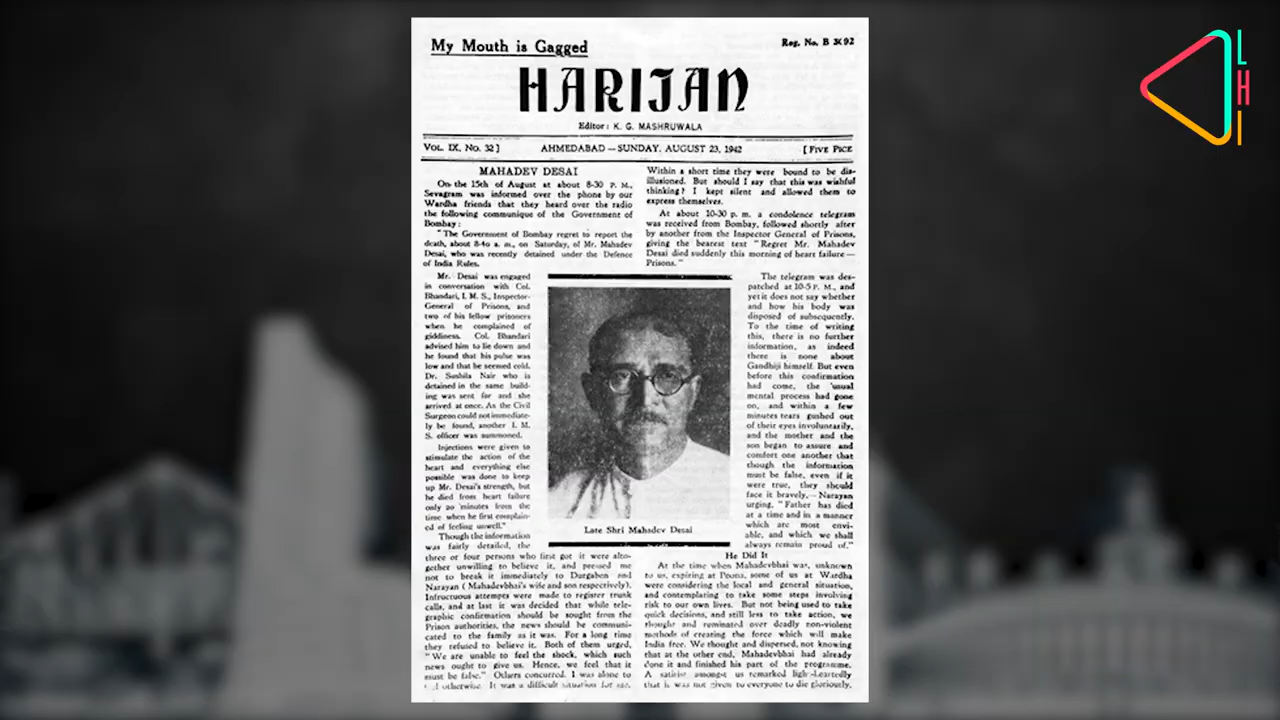 My Mouth is Gagged
Reg. No. B 3692
HARIJAN
Editor: K. G. MASHRUWALA
VOL. IX, No. 32 ]
AHMEDABAD — SUNDAY, AUGUST 23, 1942
[ FIVE PICE
MAHADEV DESAI
On the 15th of August at about 8-30 P. M.,
Sevagram was informed over the phone by our
Wardha friends that they heard over the radio
the following communique of the Government of
Bombay:
"The Government of Bombay regret to report the
death, about 8-40 a. m., on Saturday, of Mr. Mahadev
Desai, who was recently detained under the Defence
of India Rules.
Mr. Desai was engaged
in conversation with Col.
Bhandari, I. M. S., Inspector-
General of Prisons, and
two of his fellow prisoners
when he complained of
giddiness. Col. Bhandari
advised him to lie down and
he found that his pulse was
low and that he seemed cold.
Dr. Sushila Nair who is
detained in the same build-
ing was sent for and she
arrived at once. As the Civil
Surgeon could not immediate-
ly be found, another I. M.
S. officer was summoned.
Injections were given to
stimulate the action of the
heart and everything else
possible was done to keep
up Mr. Desai's strength, but
he died from heart failure
only 20 minutes from the
time when he first complain-
ed of feeling unwell."
Though the information
was fairly detailed, the
three or four persons who first got it were alto-
gether unwilling to believe it, and pressed me
not to break it immediately to Durgaben and
Narayan ( Mahadevbhai's wife and son respectively).
Infructuous attempts were made to register trunk
calls, and at last it was decided that while tele-
graphic confirmation should be sought from the
Prison authorities, the news should be communi-
cated to the family as it was. For a long time
they refused to believe it. Both of them urged,
"We are unable to feel the shock, which such
news ought to give us. Hence, we feel that it
must be false." Others concurred. I was alone to
feel otherwise. It was a difficult situation for me.
Within a short time they were bound to be dis-
illusioned. But should I say that this was wishful
thinking? I kept silent and allowed them to
express themselves.
At about 10-30 p. m. a condolence telegram
was received from Bombay, followed shortly after
by another from the Inspector General of Prisons,
giving the bearest text "Regret Mr. Mahadev
Desai died suddenly this morning of heart failure —
Prisons."
The telegram was des-
patched at 10-5 P. M., and
yet it does not say whether
and how his body was
disposed of subsequently.
To the time of writing
this, there is no further
information, as indeed
there is none about
Gandhiji himself. But even
before this confirmation
had come, the usual
mental process had gone
on, and within a few
minutes tears gushed out
of their eyes involuntarily,
and the mother and the
son began to assure and
comfort one another that
though the information
must be false, even if it
were true, they should
face it bravely,— Narayan
urging, "Father has died
at a time and in a manner
which are most envi-
able, and which we shall
always remain proud of."
Late Shri Mahadev Desai
He Did It
At the time when Mahadevbhai was, unknown
to us, expiring at Poona, some of us at Wardha
were considering the local and general situation,
and contemplating to take some steps involving
risk to our own lives. But not being used to take
quick decisions, and still less to take action, we
thought and ruminated over deadly non-violent
methods of creating the force which will make
India free. We thought and dispersed, not knowing
that at the other end, Mahadevbhai had already
done it and finished his part of the programme.
A satirist amongst us remarked light-heartedly
that it was not given to everyone to die gloriously.
LHI